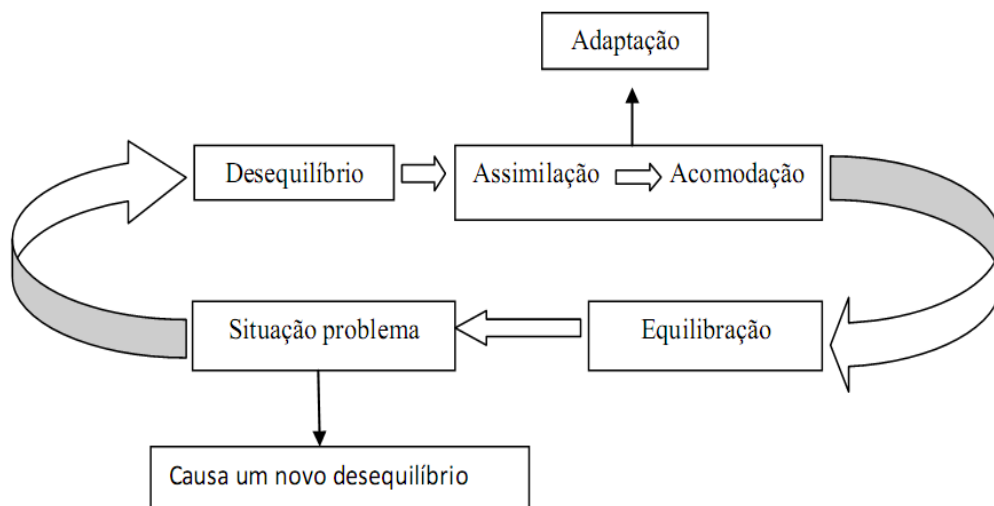 Adaptação
Desequilíbrio
Assimilação
Acomodação
Situação problema
Equilibração
Causa um novo desequilíbrio